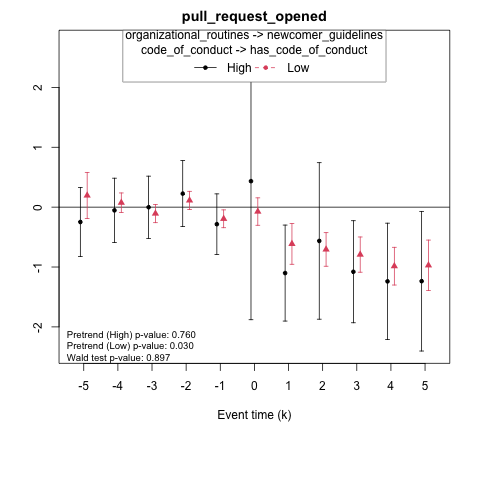 pull_request_opened
organizational_routines -> newcomer_guidelines
code_of_conduct -> has_code_of_conduct
High Low
2
1
0
-1
-2
Pretrend (High) p-value: 0.760
Pretrend (Low) p-value: 0.030
Wald test p-value: 0.897
-5 -4 -3 -2 -1 0 1 2 3 4 5
Event time (k)